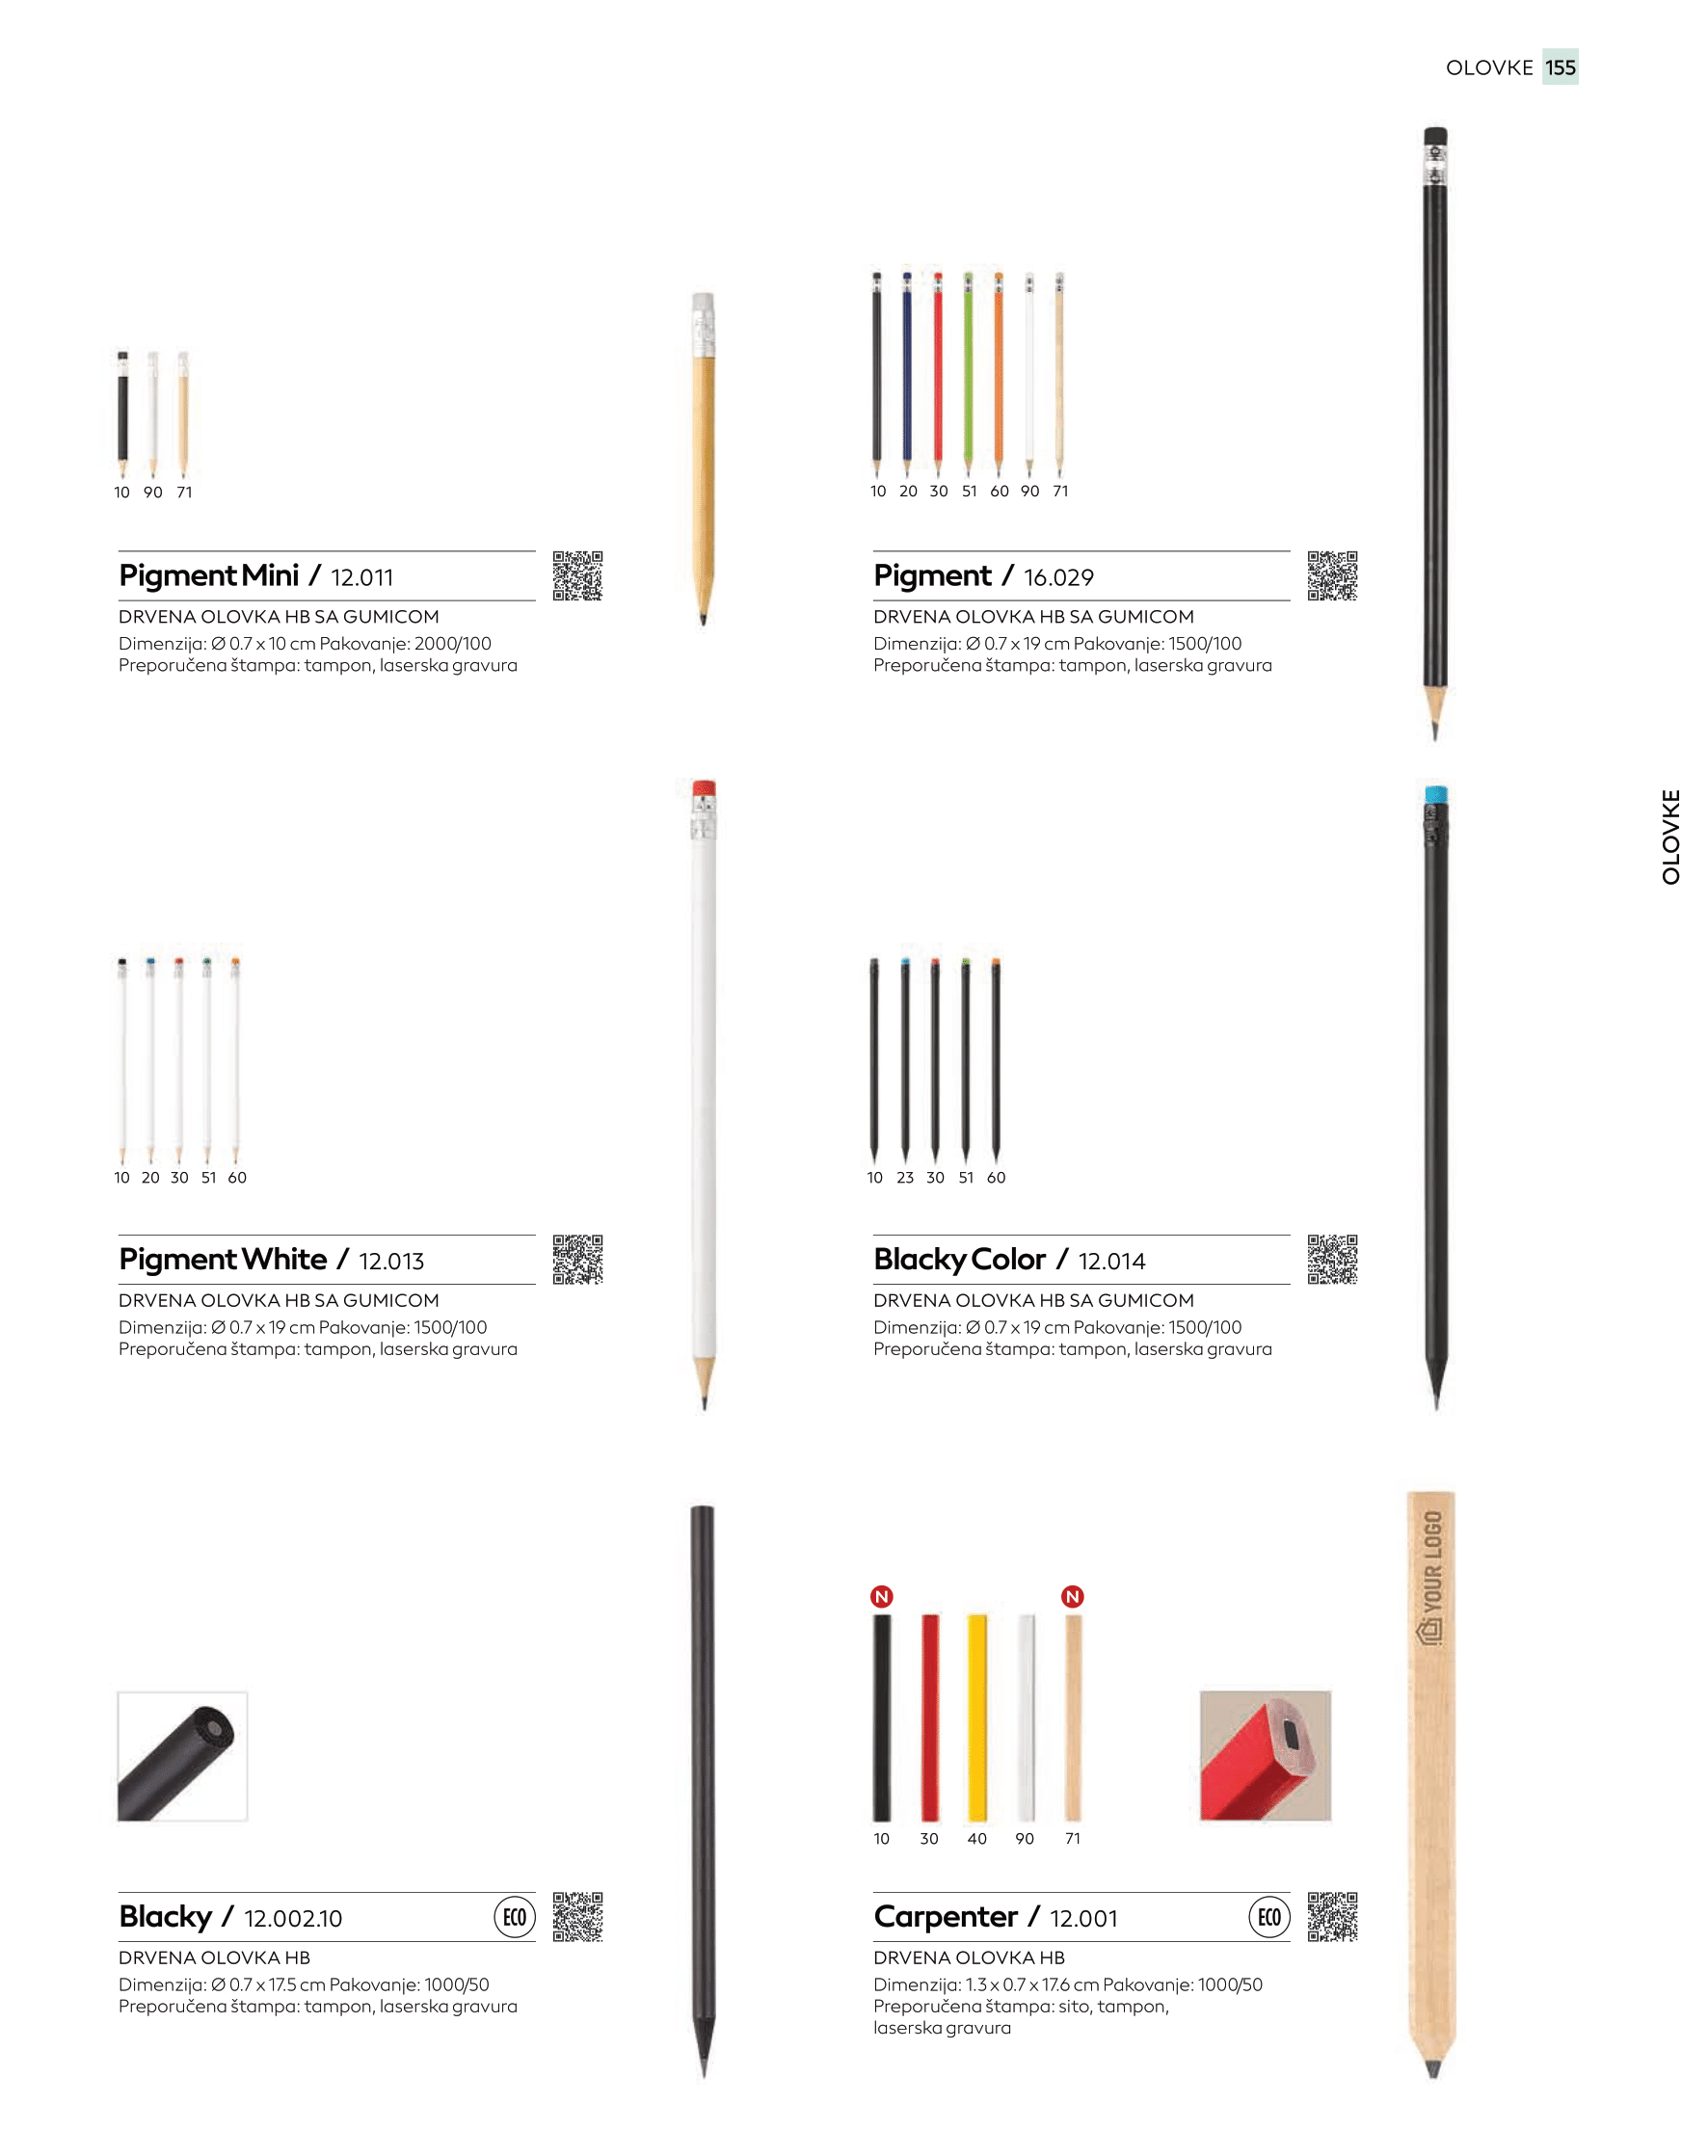 OLOVKE 155
10 90 71
Pigment Mini / 12.011
DRVENA OLOVKA HB SA GUMICOM
Dimenzija: Ø 0.7 x 10 cm Pakovanje: 2000/100
Preporučena štampa: tampon, laserska gravura
10 20 30 51 60 90 71
Pigment / 16.029
DRVENA OLOVKA HB SA GUMICOM
Dimenzija: Ø 0.7 x 19 cm Pakovanje: 1500/100
Preporučena štampa: tampon, laserska gravura
OLOVKE
10 20 30 51 60
Pigment White / 12.013
DRVENA OLOVKA HB SA GUMICOM
Dimenzija: Ø 0.7 x 19 cm Pakovanje: 1500/100
Preporučena štampa: tampon, laserska gravura
10 23 30 51 60
Blacky Color / 12.014
DRVENA OLOVKA HB SA GUMICOM
Dimenzija: Ø 0.7 x 19 cm Pakovanje: 1500/100
Preporučena štampa: tampon, laserska gravura
Blacky / 12.002.10 ECO
DRVENA OLOVKA HB
Dimenzija: Ø 0.7 x 17.5 cm Pakovanje: 1000/50
Preporučena štampa: tampon, laserska gravura
YOUR LOGO
N N
10 30 40 90 71
Carpenter / 12.001 ECO
DRVENA OLOVKA HB
Dimenzija: 1.3 x 0.7 x 17.6 cm Pakovanje: 1000/50
Preporučena štampa: sito, tampon,
laserska gravura